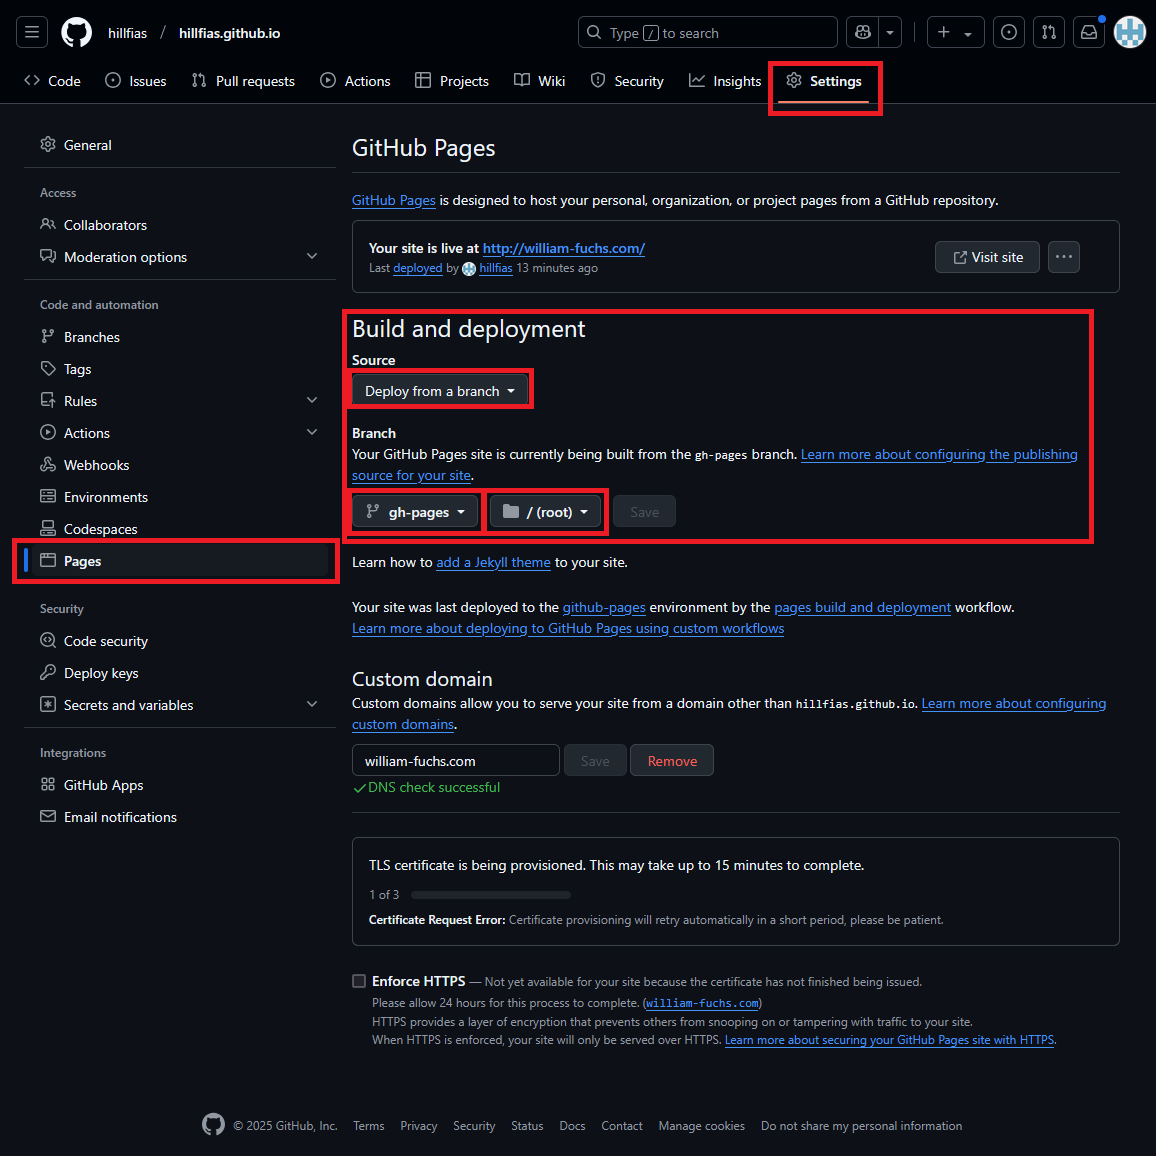 hillfias / hillfias.github.io
Type / to search
Code
Issues
Pull requests
Actions
Projects
Wiki
Security
Insights
Settings
General
Access
Collaborators
Moderation options
Code and automation
Branches
Tags
Rules
Actions
Webhooks
Environments
Codespaces
Pages
Security
Code security
Deploy keys
Secrets and variables
Integrations
GitHub Apps
Email notifications
GitHub Pages
GitHub Pages is designed to host your personal, organization, or project pages from a GitHub repository.
Your site is live at http://william-fuchs.com/
Last deployed by hillfias 13 minutes ago
Visit site
Build and deployment
Source
Deploy from a branch
Branch
Your GitHub Pages site is currently being built from the gh-pages branch. Learn more about configuring the publishing
source for your site.
gh-pages
/ (root)
Save
Learn how to add a Jekyll theme to your site.
Your site was last deployed to the github-pages environment by the pages build and deployment workflow.
Learn more about deploying to GitHub Pages using custom workflows
Custom domain
Custom domains allow you to serve your site from a domain other than hillfias.github.io. Learn more about configuring
custom domains.
william-fuchs.com
Save
Remove
DNS check successful
TLS certificate is being provisioned. This may take up to 15 minutes to complete.
1 of 3
Certificate Request Error: Certificate provisioning will retry automatically in a short period, please be patient.
Enforce HTTPS — Not yet available for your site because the certificate has not finished being issued.
Please allow 24 hours for this process to complete. (william-fuchs.com)
HTTPS provides a layer of encryption that prevents others from snooping on or tampering with traffic to your site.
When HTTPS is enforced, your site will only be served over HTTPS. Learn more about securing your GitHub Pages site with HTTPS.
© 2025 GitHub, Inc.
Terms
Privacy
Security
Status
Docs
Contact
Manage cookies
Do not share my personal information